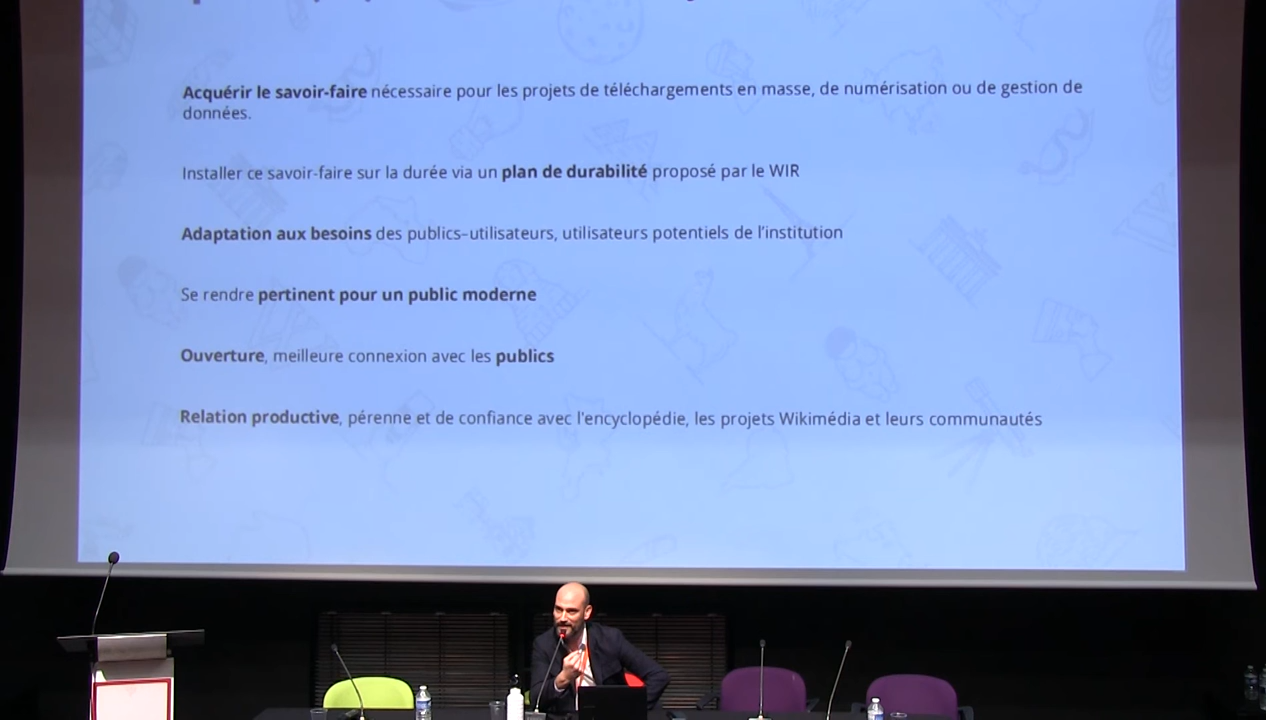 Acquérir le savoir-faire nécessaire pour les projets de téléchargements en masse, de numérisation ou de gestion de
données.
Installer ce savoir-faire sur la durée via un plan de durabilité proposé par le WIR
Adaptation aux besoins des publics–utilisateurs, utilisateurs potentiels de l’institution
Se rendre pertinent pour un public moderne
Ouverture, meilleure connexion avec les publics
Relation productive, pérenne et de confiance avec l'encyclopédie, les projets Wikimédia et leurs communautés